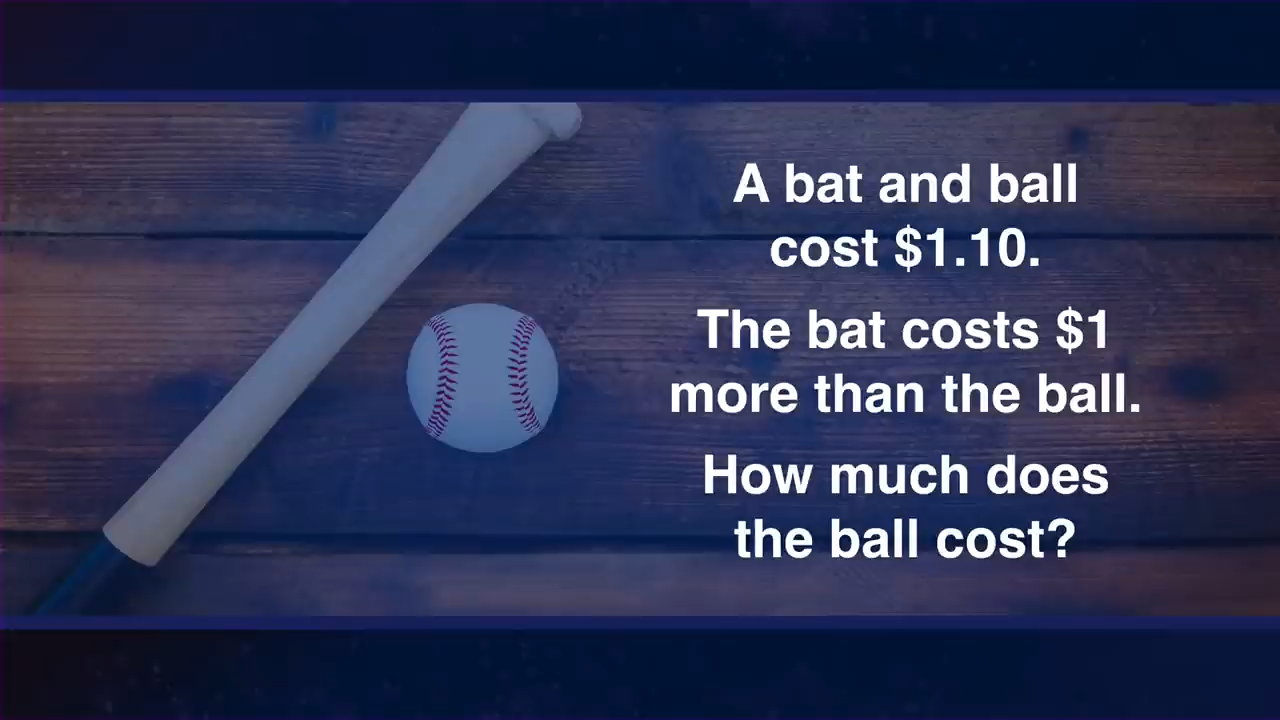 A bat and ball
cost $1.10.
The bat costs $1
more than the ball.
How much does
the ball cost?